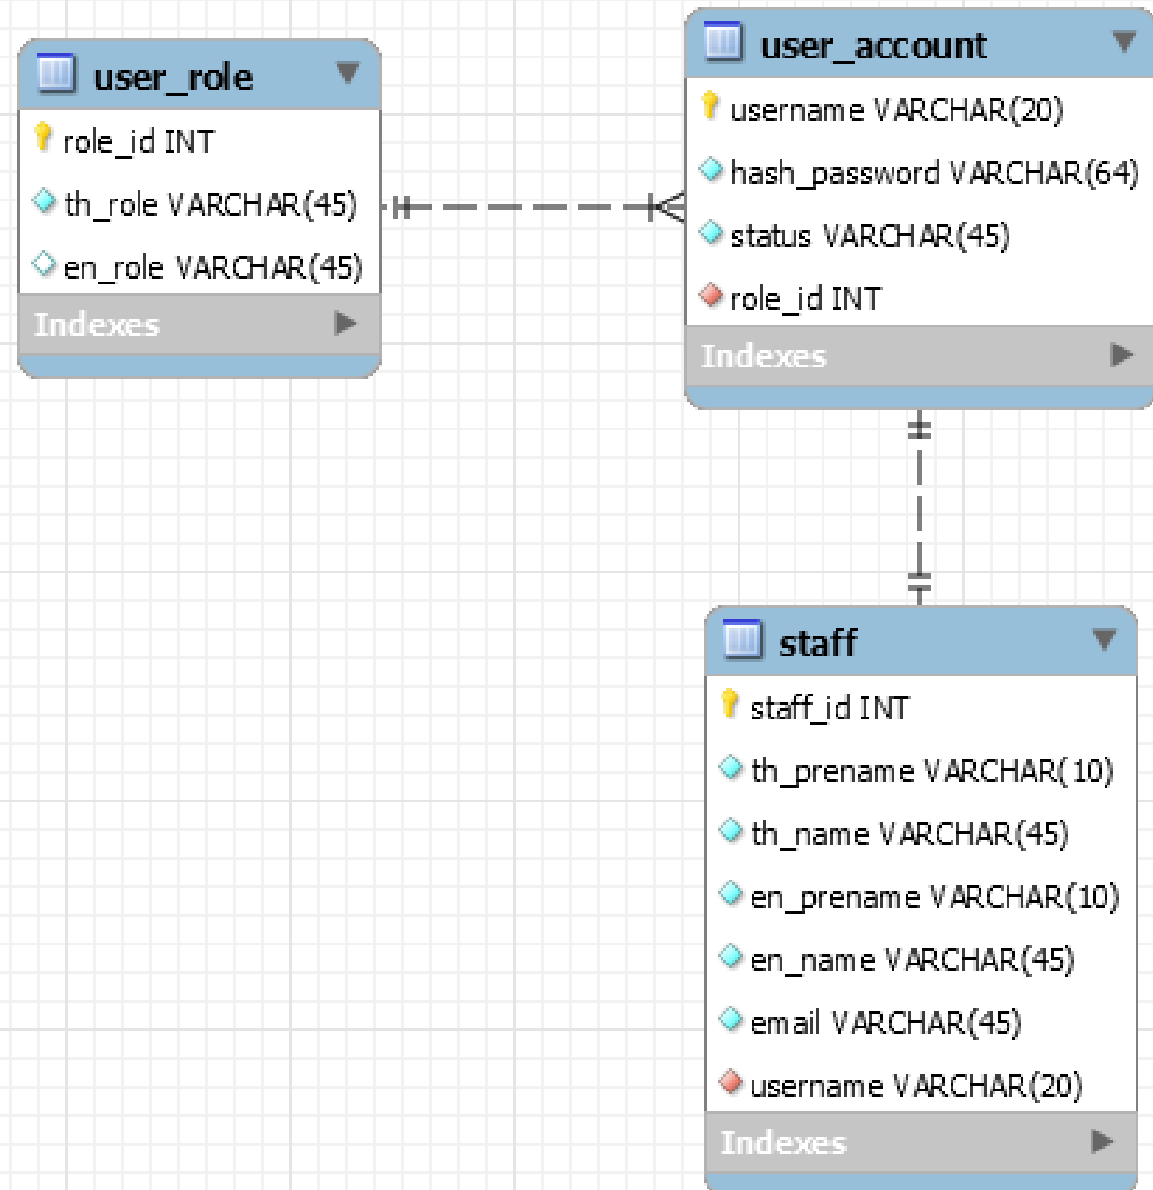 user_role
role_id INT
th_role VARCHAR(45)
en_role VARCHAR(45)
Indexes
user_account
username VARCHAR(20)
hash_password VARCHAR(64)
status VARCHAR(45)
role_id INT
Indexes
staff
staff_id INT
th_prename VARCHAR(10)
th_name VARCHAR(45)
en_prename VARCHAR(10)
en_name VARCHAR(45)
email VARCHAR(45)
username VARCHAR(20)
Indexes